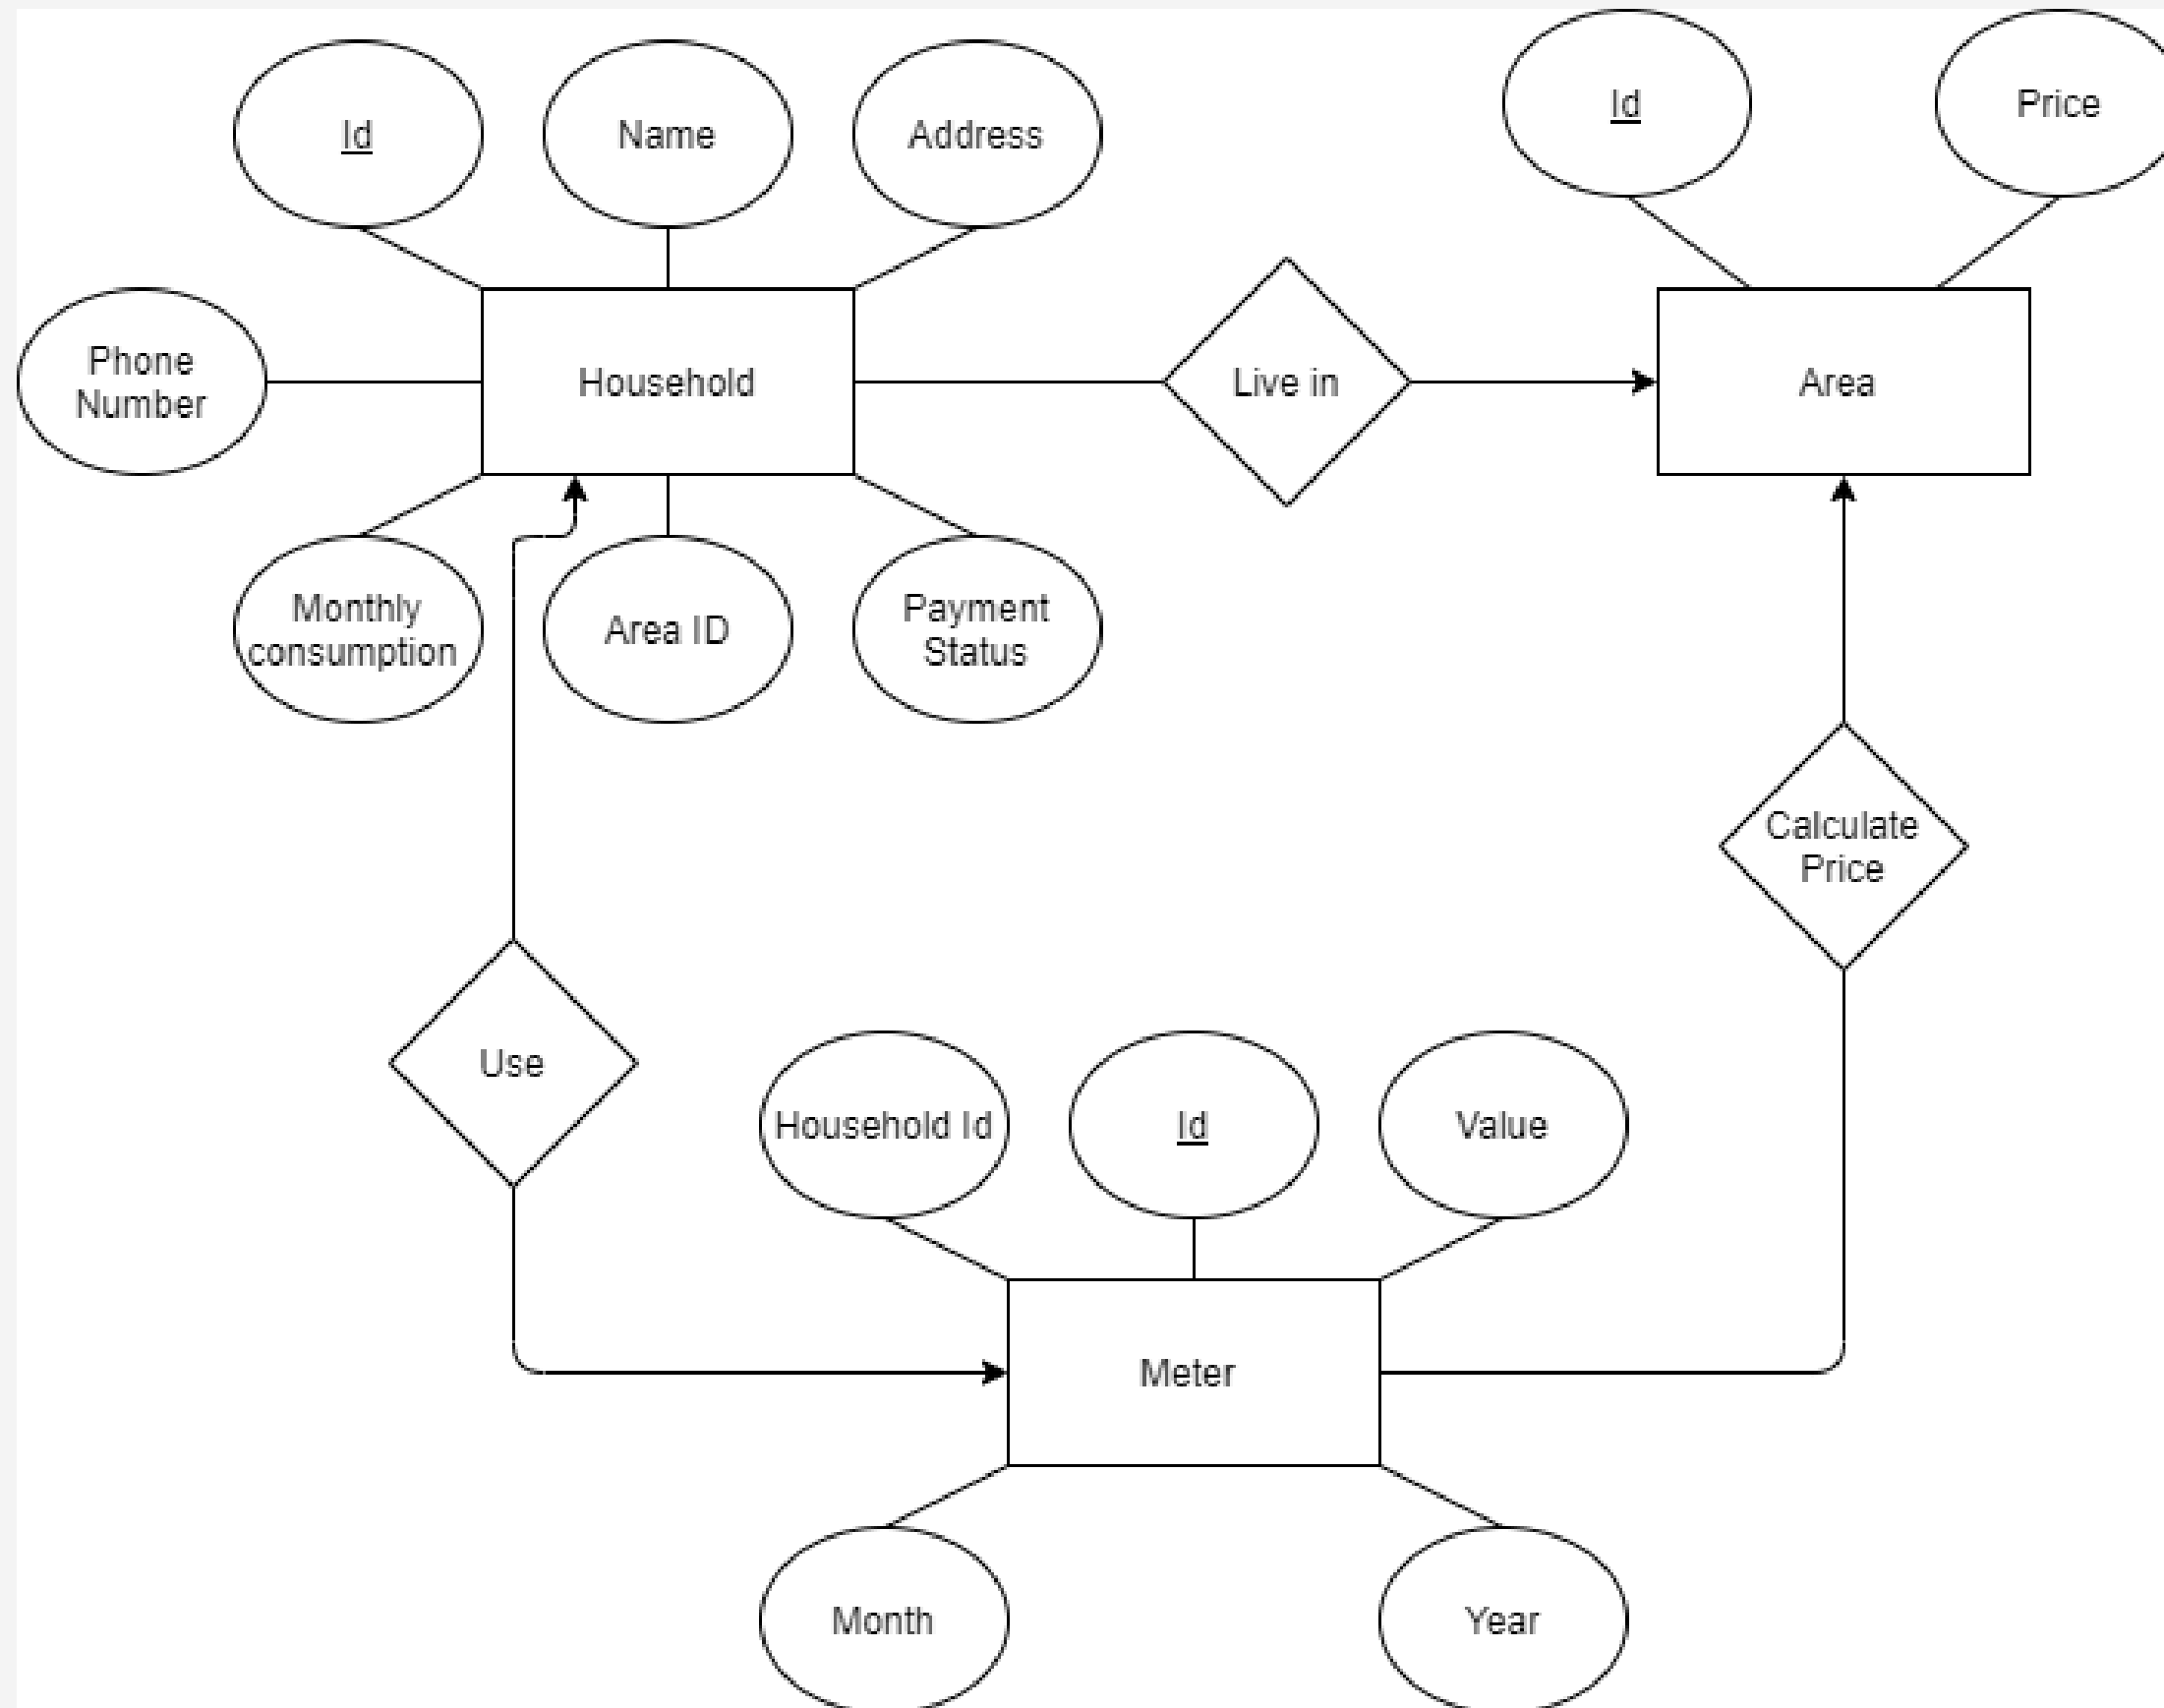 Id
Price
Id
Name
Address
Phone
Number
Household
Live in
Area
Monthly
consumption
Area ID
Payment
Status
Calculate
Price
Use
Household Id
Id
Value
Meter
Month
Year